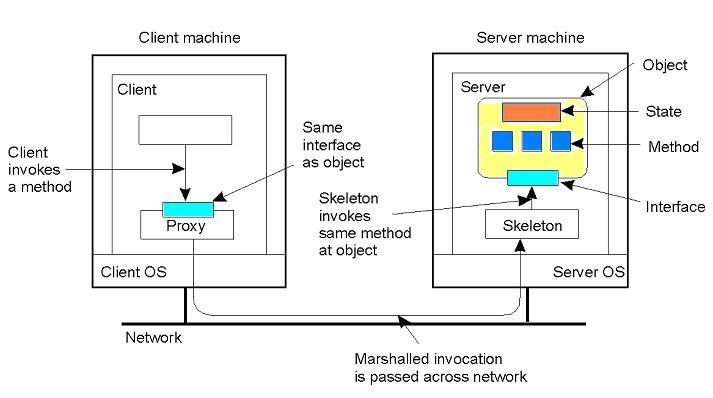 Client machine
Server machine
Object
Client
Server
State
Same
interface
as object
Client
invokes
a method
Method
Skeleton
invokes
same method
at object
Interface
Proxy
Skeleton
Client OS
Server OS
Network
Marshalled invocation
is passed across network